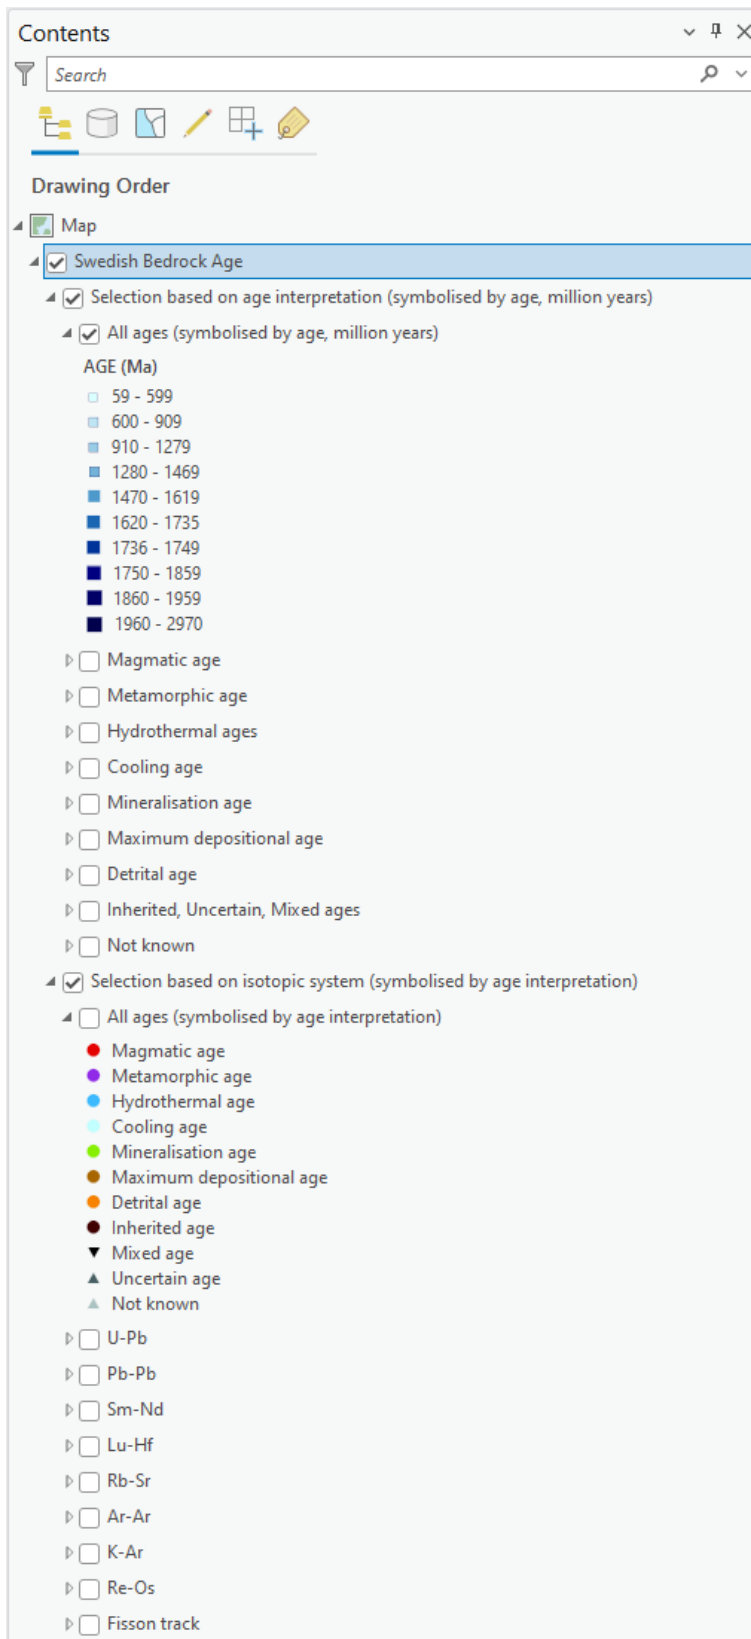 Contents
Search
Drawing Order
Map
Swedish Bedrock Age
Selection based on age interpretation (symbolised by age, million years)
All ages (symbolised by age, million years)
AGE (Ma)
59 - 599
600 - 909
910 - 1279
1280 - 1469
1470 - 1619
1620 - 1735
1736 - 1749
1750 - 1859
1860 - 1959
1960 - 2970
Magmatic age
Metamorphic age
Hydrothermal ages
Cooling age
Mineralisation age
Maximum depositional age
Detrital age
Inherited, Uncertain, Mixed ages
Not known
Selection based on isotopic system (symbolised by age interpretation)
All ages (symbolised by age interpretation)
Magmatic age
Metamorphic age
Hydrothermal age
Cooling age
Mineralisation age
Maximum depositional age
Detrital age
Inherited age
Mixed age
Uncertain age
Not known
U-Pb
Pb-Pb
Sm-Nd
Lu-Hf
Rb-Sr
Ar-Ar
K-Ar
Re-Os
Fisson track